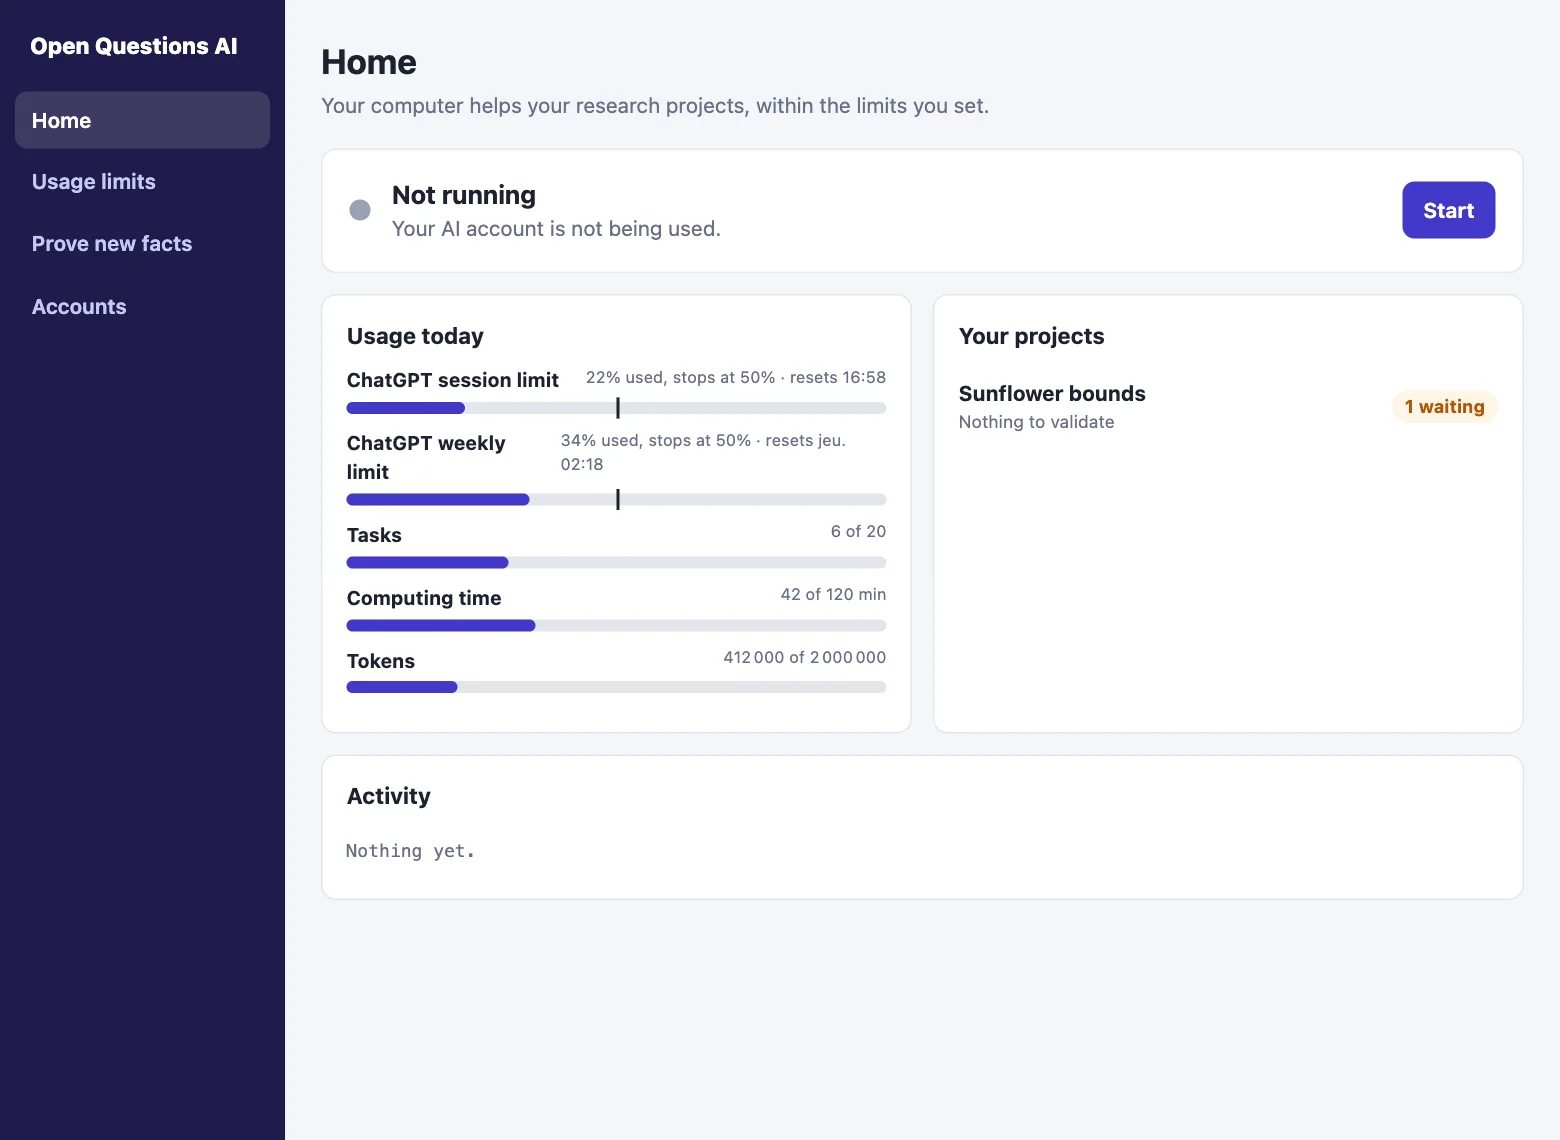 Open Questions AI
Home
Usage limits
Prove new facts
Accounts
Home
Your computer helps your research projects, within the limits you set.
Not running
Your AI account is not being used.
Start
Usage today
ChatGPT session limit
22% used, stops at 50% · resets 16:58
ChatGPT weekly
limit
34% used, stops at 50% · resets jeu.
02:18
Tasks
6 of 20
Computing time
42 of 120 min
Tokens
412 000 of 2 000 000
Your projects
Sunflower bounds
Nothing to validate
1 waiting
Activity
Nothing yet.